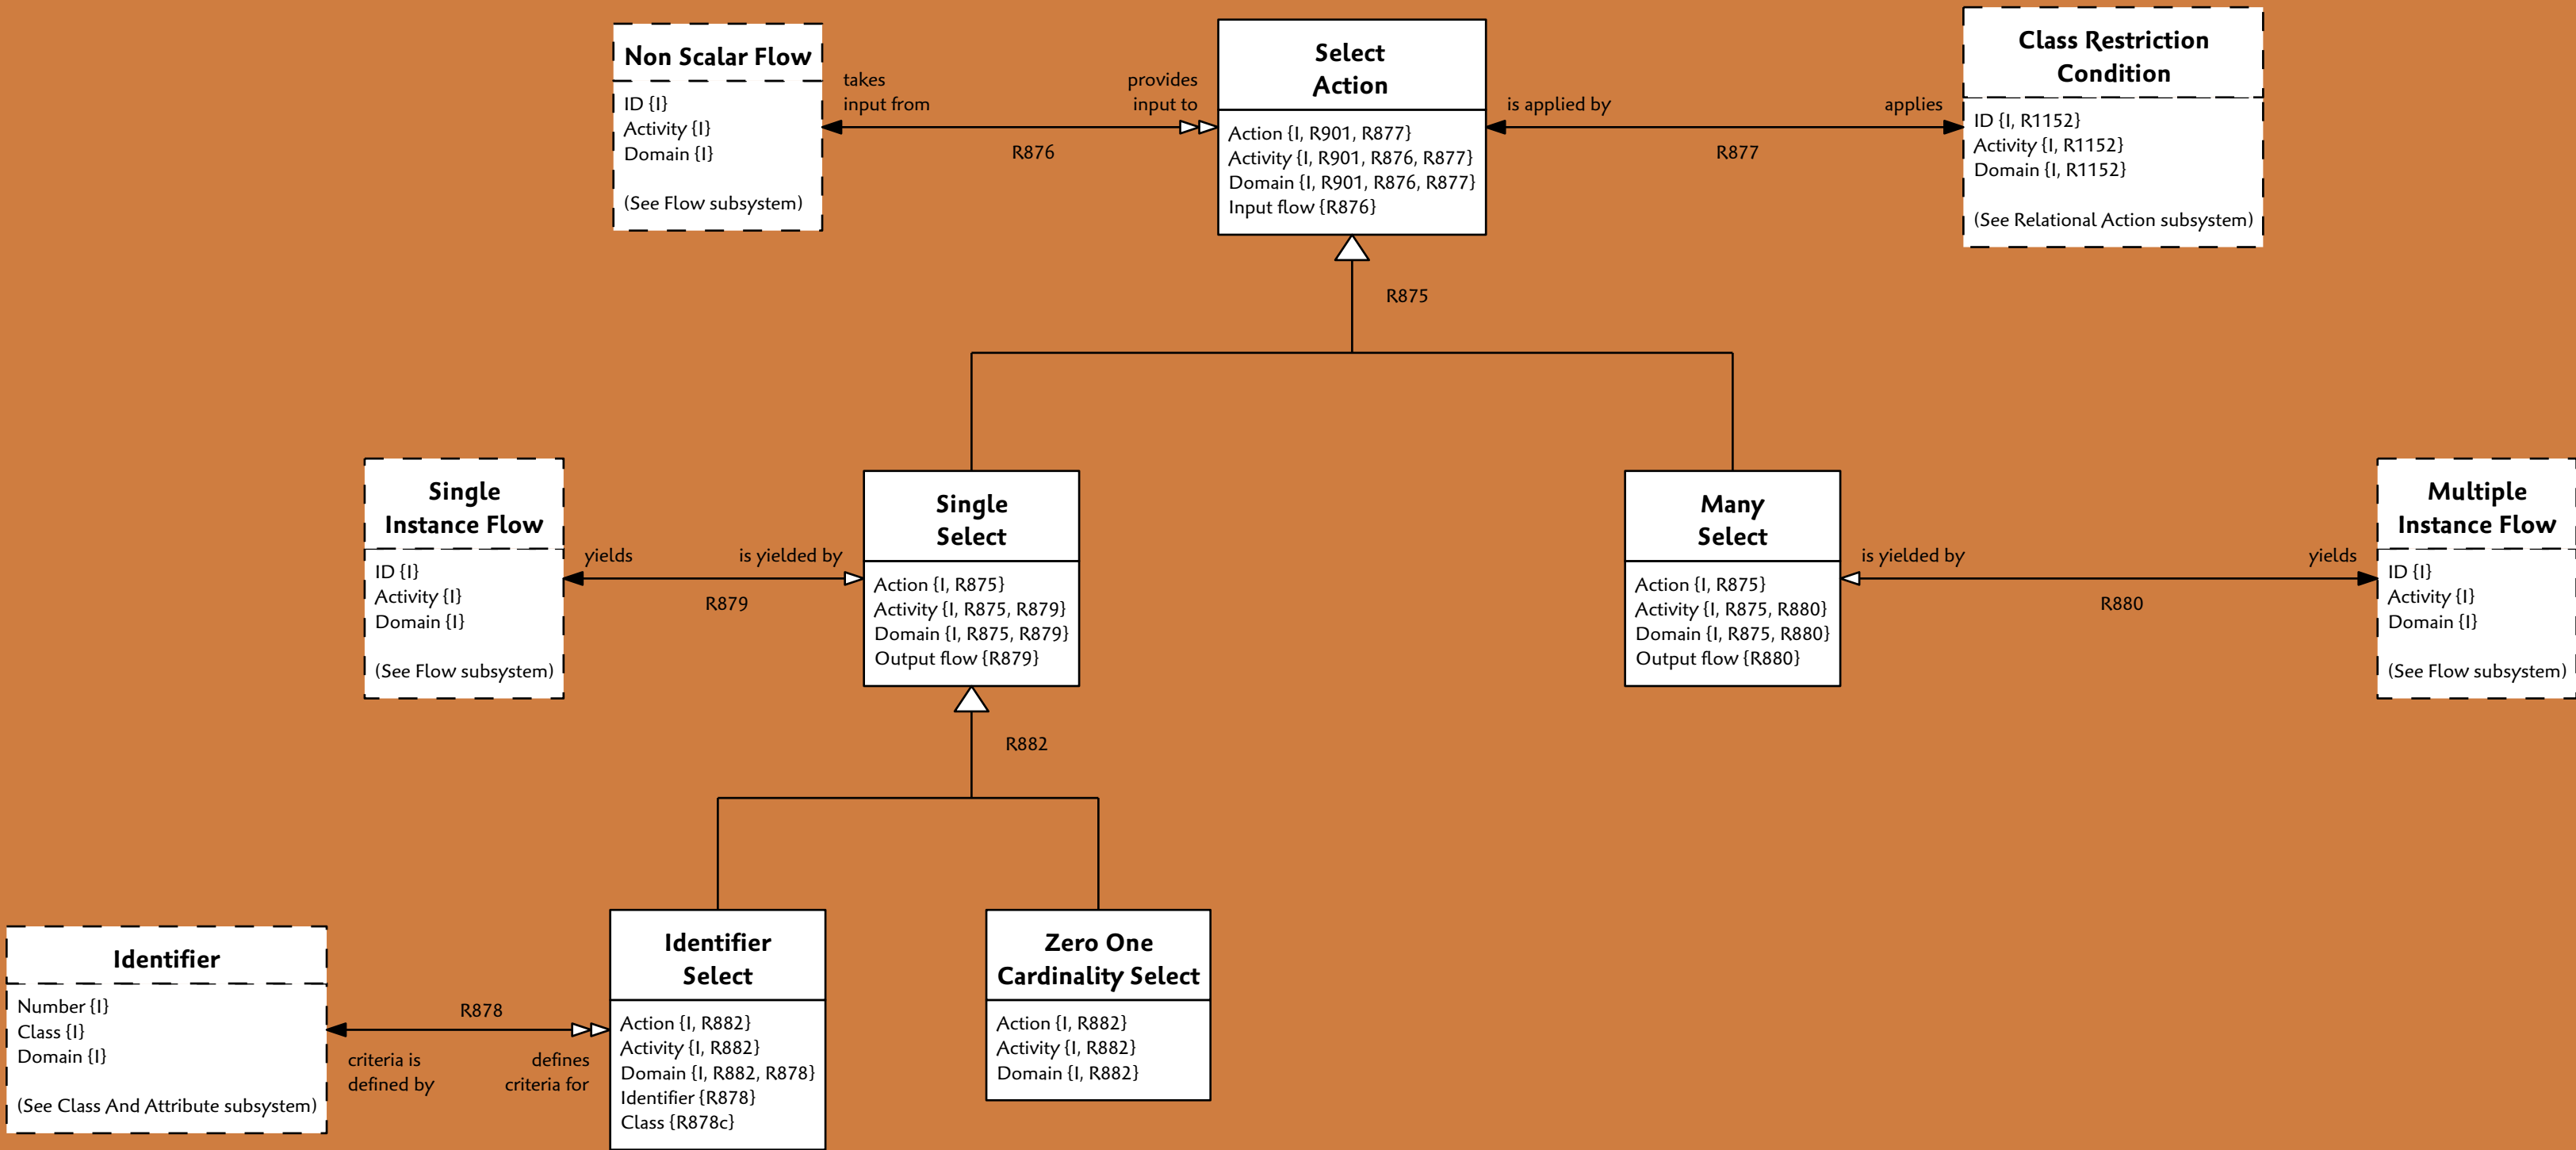 Non Scalar Flow
ID {I}
Activity {I}
Domain {I}
(See Flow subsystem)
takes
input from
provides
input to
R876
Select
Action
Action {I, R901, R877}
Activity {I, R901, R876, R877}
Domain {I, R901, R876, R877}
Input flow {R876}
is applied by
applies
R877
Class Restriction
Condition
ID {I, R1152}
Activity {I, R1152}
Domain {I, R1152}
(See Relational Action subsystem)
R875
Single
Instance Flow
ID {I}
Activity {I}
Domain {I}
(See Flow subsystem)
yields
is yielded by
R879
Single
Select
Action {I, R875}
Activity {I, R875, R879}
Domain {I, R875, R879}
Output flow {R879}
Many
Select
Action {I, R875}
Activity {I, R875, R880}
Domain {I, R875, R880}
Output flow {R880}
is yielded by
yields
R880
Multiple
Instance Flow
ID {I}
Activity {I}
Domain {I}
(See Flow subsystem)
R882
Identifier
Number {I}
Class {I}
Domain {I}
(See Class And Attribute subsystem)
R878
criteria is
defined by
defines
criteria for
Identifier
Select
Action {I, R882}
Activity {I, R882}
Domain {I, R882, R878}
Identifier {R878}
Class {R878c}
Zero One
Cardinality Select
Action {I, R882}
Activity {I, R882}
Domain {I, R882}